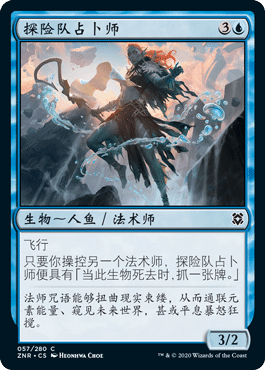 探险队占卜师 3
生物～人鱼 / 法术师
飞行
只要你操控另一个法术师，探险队占卜
师便具有「当此生物死去时，抓一张牌。」
法师咒语能够扭曲现实束缕，从而通联元
素能量、窥见未来世界，甚或平息暴怒狂
搅。
3/2
057/280 C
ZNR • CS HEONHWA CHOE
™ & © 2020 Wizards of the Coast